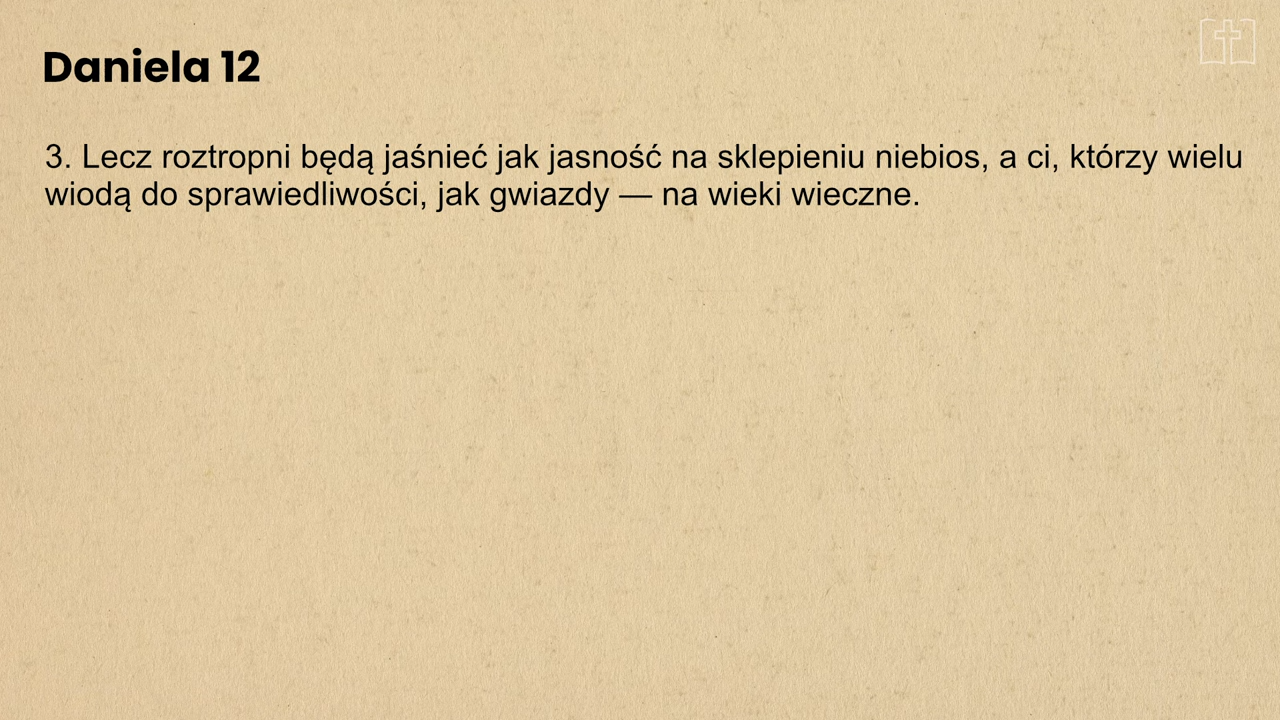 Daniela 12
3. Lecz roztropni będą jaśnieć jak jasność na sklepieniu niebios, a ci, którzy wielu
wiodą do sprawiedliwości, jak gwiazdy — na wieki wieczne.